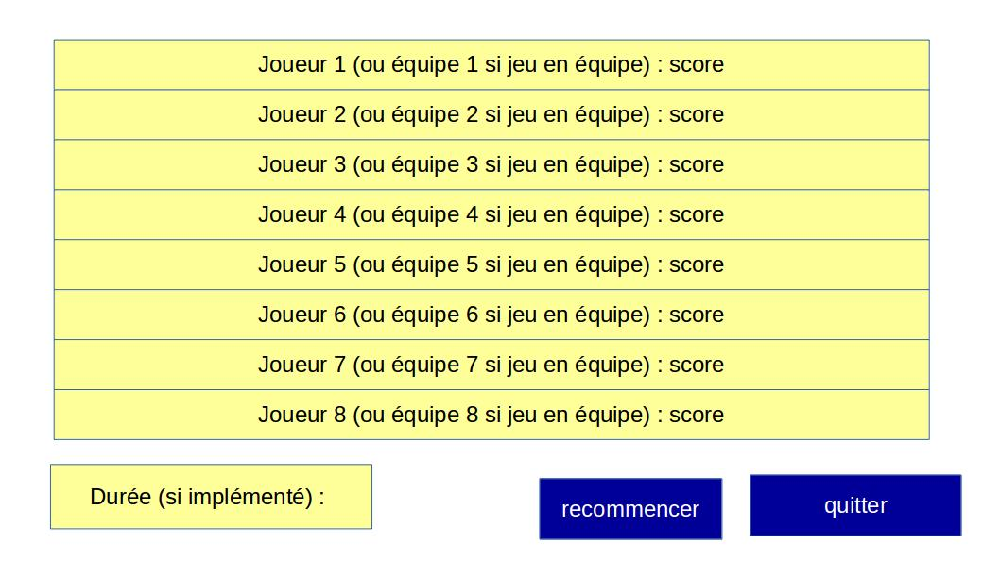 Joueur 1 (ou équipe 1 si jeu en équipe) : score
Joueur 2 (ou équipe 2 si jeu en équipe) : score
Joueur 3 (ou équipe 3 si jeu en équipe) : score
Joueur 4 (ou équipe 4 si jeu en équipe) : score
Joueur 5 (ou équipe 5 si jeu en équipe) : score
Joueur 6 (ou équipe 6 si jeu en équipe) : score
Joueur 7 (ou équipe 7 si jeu en équipe) : score
Joueur 8 (ou équipe 8 si jeu en équipe) : score
Durée (si implémenté) :
recommencer
quitter